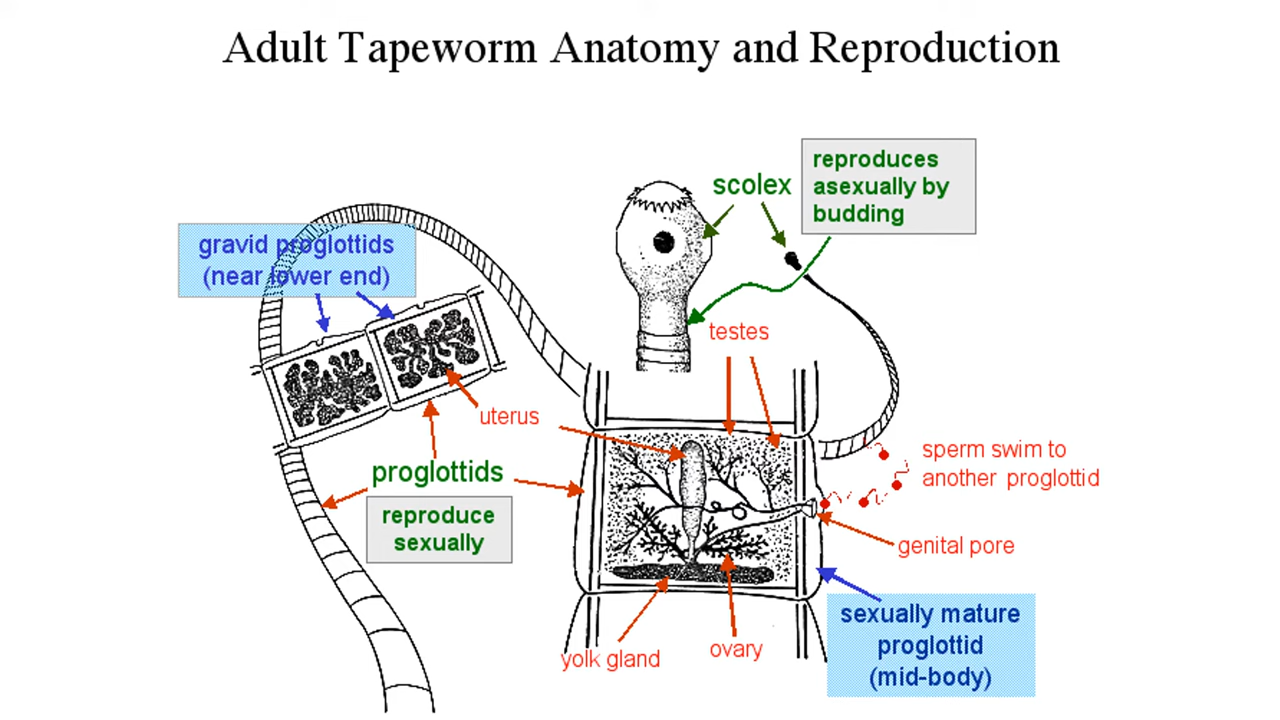 Adult Tapeworm Anatomy and Reproduction
reproduces
asexually by
budding
scolex
gravid proglottids
(near lower end)
testes
uterus
sperm swim to
another proglottid
proglottids
reproduce
sexually
genital pore
sexually mature
proglottid
(mid-body)
ovary
yolk gland